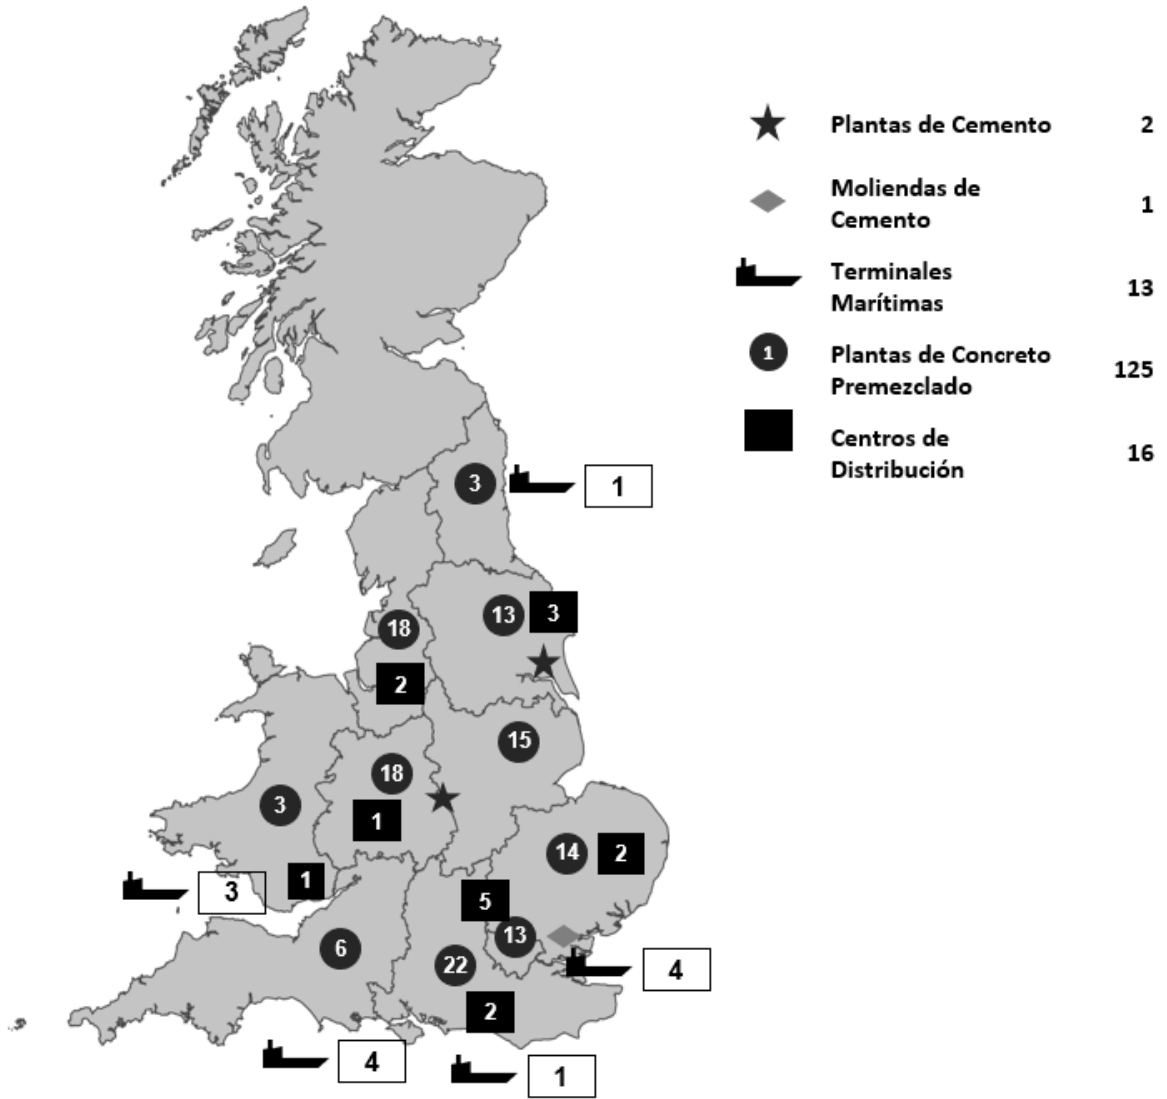 Plantas de Cemento 2
Moliendas de
Cemento 1
Terminales
Marítimas 13
1 Plantas de Concreto
Premezclado 125
Centros de
Distribución 16
3 1
13 3
18
2
15
18
3
1
14 2
1
3
5
13
6
22
4
2
4
1